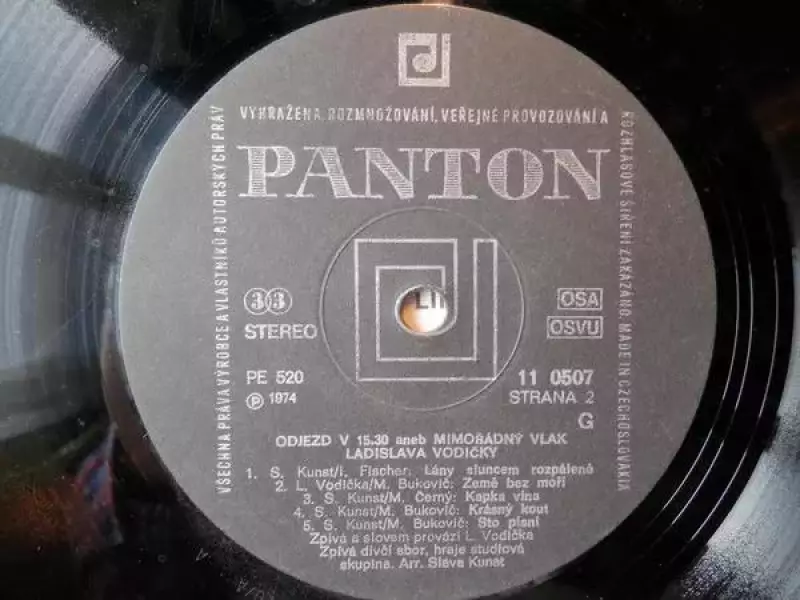 VYHRAŽENA. ROZMNOŽOVÁNÍ, VEŘEJNÉ PROVOZOVÁNÍ A
ROZHLASOVÉ ŠÍŘENÍ ZAKÁZÁNO. MADE IN CZECHOSLOVAKIA
VŠECHNA PRÁVA VÝROBCE A VLASTNÍKŮ AUTORSKÝCH PRÁV
PANTON
33
STEREO
OSA
OSVU
PE 520
Ⓟ 1974
11 0507
STRANA 2
G
ODJEZD V 15.30 aneb MIMOŘÁDNÝ VLAK
LADISLAVA VODIČKY
1. S. Kunst/I. Fischer: Lány sluncem rozpálené
2. L. Vodička/M. Bukovič: Země bez moří
3. S. Kunst/M. Černý: Kapka vína
4. S. Kunst/M. Bukovič: Krásný kout
5. S. Kunst/M. Bukovič: Sto písní
Zpívá a slovem provází L. Vodička
Zpívá dívčí sbor, hraje studiová
skupina. Arr. Sláva Kunst